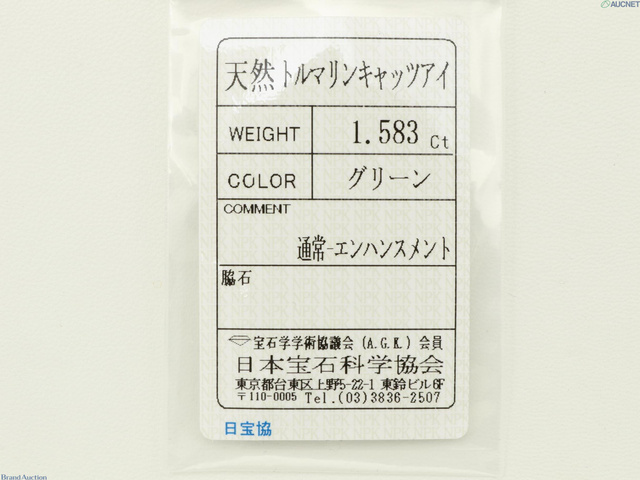 AUCNET
天然トルマリンキャッツアイ
WEIGHT 1.583 Ct
COLOR グリーン
COMMENT
通常-エンハンスメント
脇石
宝石学学術協議会(A.G.K.)会員
日本宝石科学協会
東京都台東区上野5-22-1 東鈴ビル6F
〒110-0005 Tel.(03)3836-2507
日宝協
BrandAuction